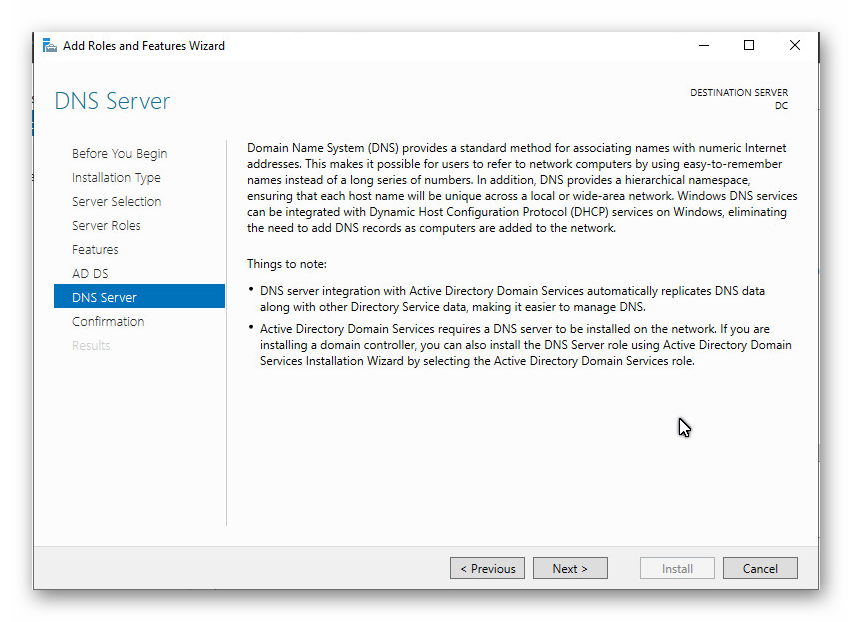 Add Roles and Features Wizard
DNS Server
DESTINATION SERVER
DC
Before You Begin
Installation Type
Server Selection
Server Roles
Features
AD DS
DNS Server
Confirmation
Results
Domain Name System (DNS) provides a standard method for associating names with numeric Internet
addresses. This makes it possible for users to refer to network computers by using easy-to-remember
names instead of a long series of numbers. In addition, DNS provides a hierarchical namespace,
ensuring that each host name will be unique across a local or wide-area network. Windows DNS services
can be integrated with Dynamic Host Configuration Protocol (DHCP) services on Windows, eliminating
the need to add DNS records as computers are added to the network.
Things to note:
• DNS server integration with Active Directory Domain Services automatically replicates DNS data
along with other Directory Service data, making it easier to manage DNS.
• Active Directory Domain Services requires a DNS server to be installed on the network. If you are
installing a domain controller, you can also install the DNS Server role using Active Directory Domain
Services Installation Wizard by selecting the Active Directory Domain Services role.
< Previous
Next >
Install
Cancel